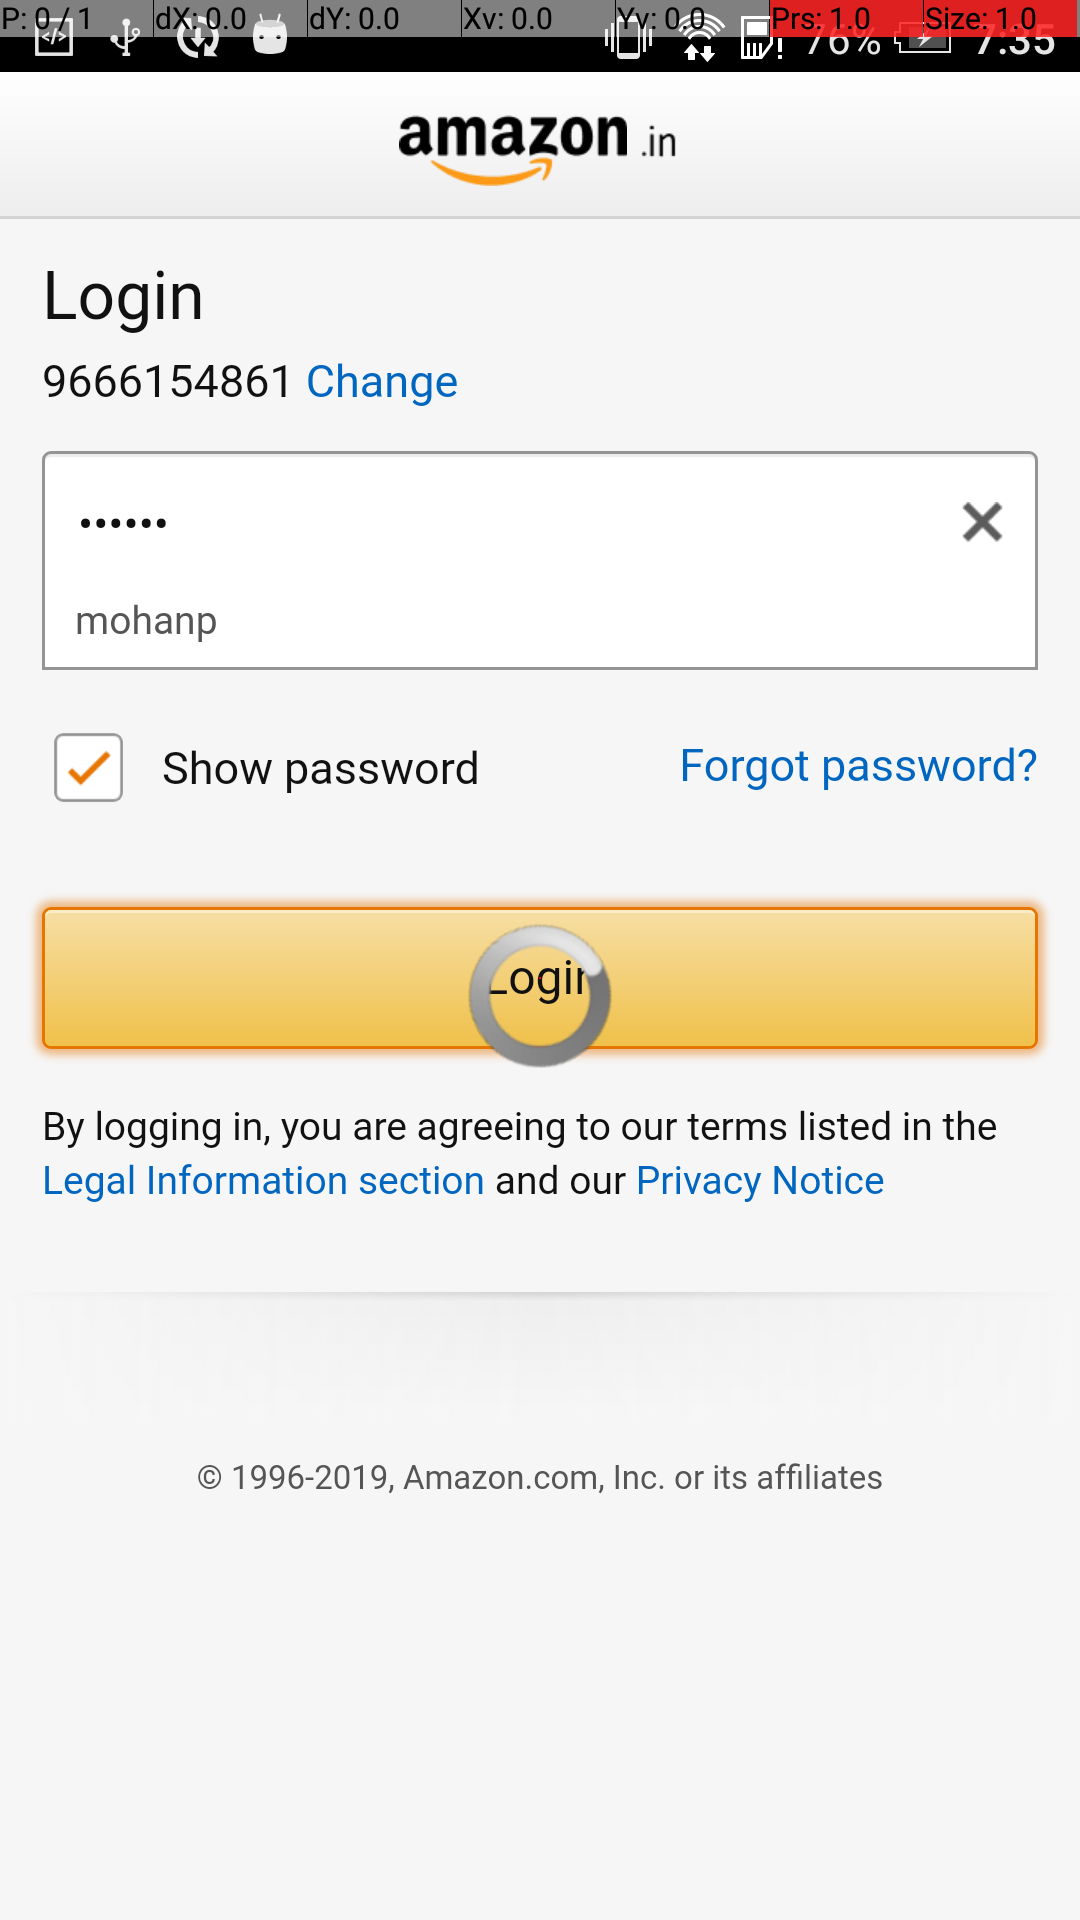 P: 0 / 1 dX: 0.0 dY: 0.0 Xv: 0.0 Yv: 0.0 Prs: 1.0 Size: 1.0
76% 7:35
amazon.in
Login
9666154861 Change
••••••
mohanp
Show password Forgot password?
Login
By logging in, you are agreeing to our terms listed in the
Legal Information section and our Privacy Notice
© 1996-2019, Amazon.com, Inc. or its affiliates